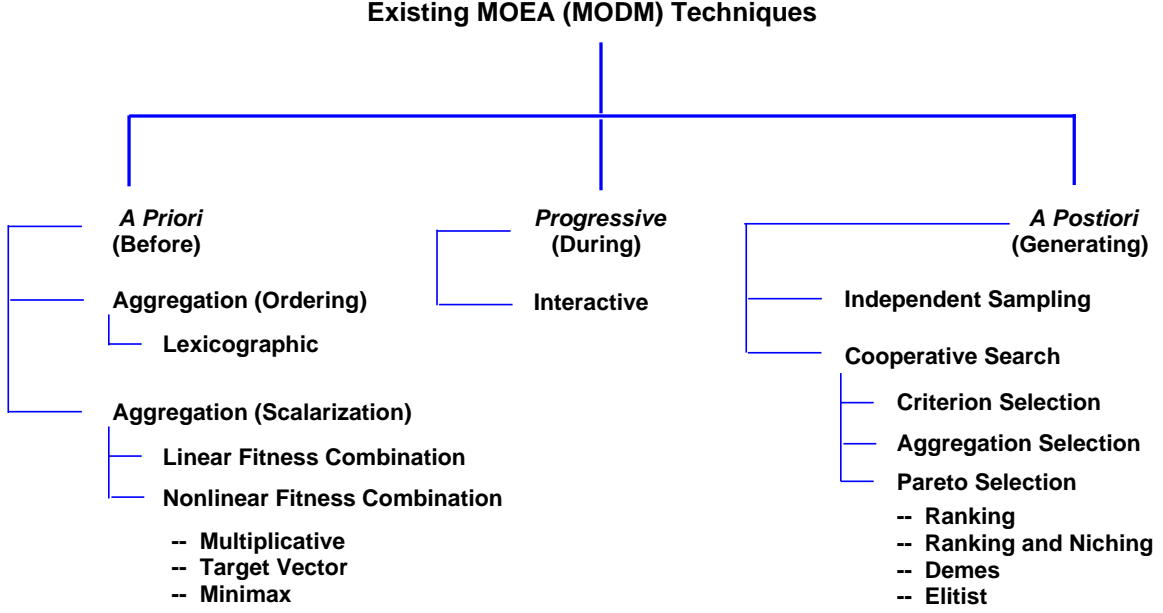 Existing MOEA (MODM) Techniques
A Priori
(Before)
Aggregation (Ordering)
Lexicographic
Aggregation (Scalarization)
Linear Fitness Combination
Nonlinear Fitness Combination
-- Multiplicative
-- Target Vector
-- Minimax
Progressive
(During)
Interactive
A Postiori
(Generating)
Independent Sampling
Cooperative Search
Criterion Selection
Aggregation Selection
Pareto Selection
-- Ranking
-- Ranking and Niching
-- Demes
-- Elitist